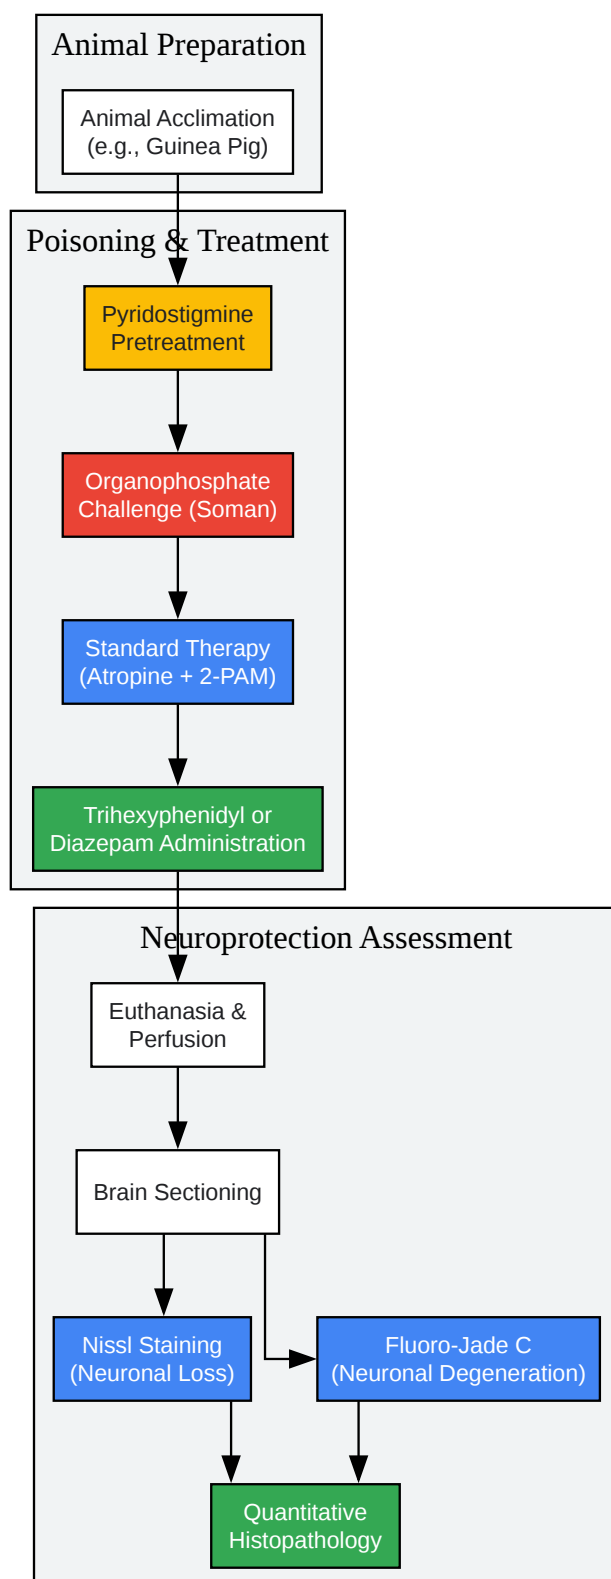 Animal Preparation
Animal Acclimation
(e.g., Guinea Pig)
Poisoning & Treatment
Pyridostigmine
Pretreatment
Organophosphate
Challenge (Soman)
Standard Therapy
(Atropine + 2-PAM)
Trihexyphenidyl or
Diazepam Administration
Neuroprotection Assessment
Euthanasia &
Perfusion
Brain Sectioning
Nissl Staining
(Neuronal Loss)
Fluoro-Jade C
(Neuronal Degeneration)
Quantitative
Histopathology